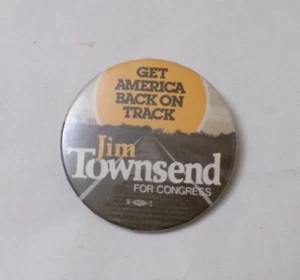 GET
AMERICA
BACK ON
TRACK
Jim
Townsend
FOR CONGRESS